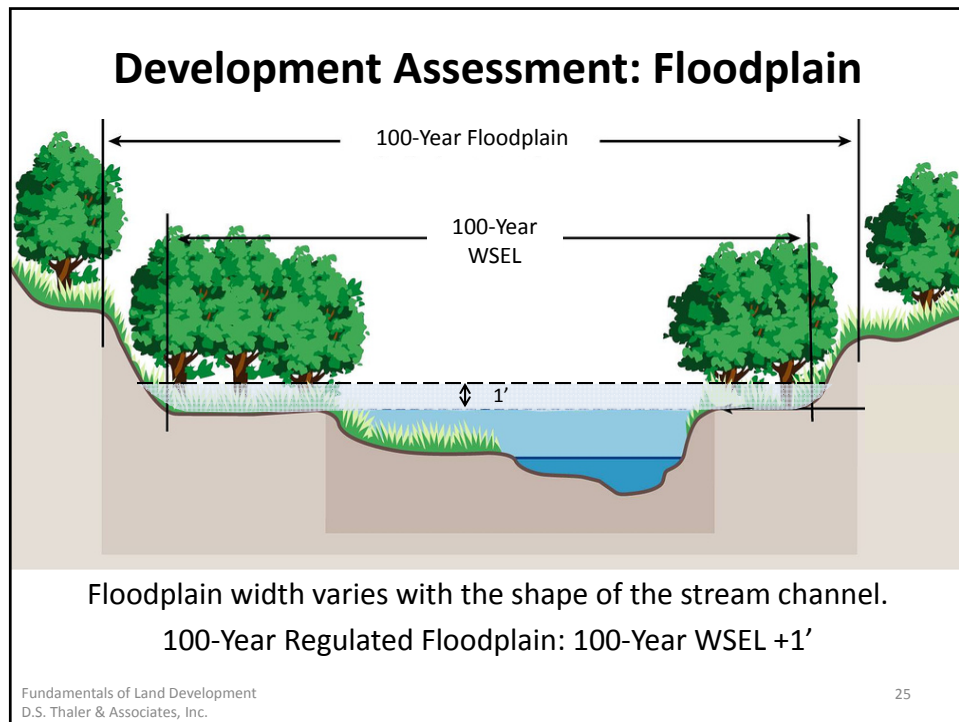 Development Assessment: Floodplain
100-Year Floodplain
100-Year
WSEL
1’
Floodplain width varies with the shape of the stream channel.
100-Year Regulated Floodplain: 100-Year WSEL +1’
Fundamentals of Land Development
D.S. Thaler & Associates, Inc.
25